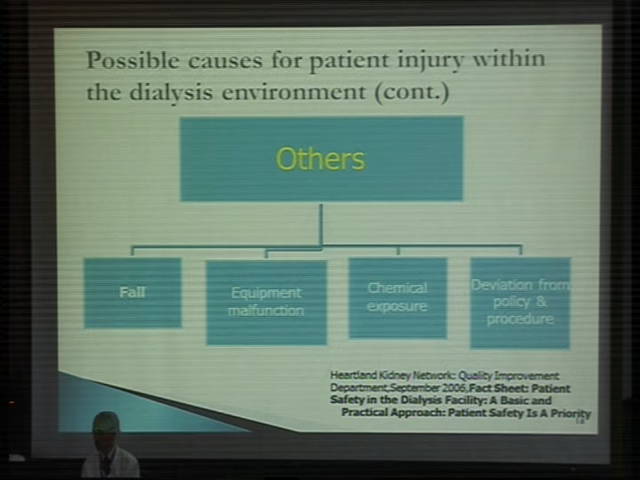 Possible causes for patient injury within
the dialysis environment (cont.)
Others
Fall
Equipment
malfunction
Chemical
exposure
Deviation from
policy &
procedure
Heartland Kidney Network: Quality Improvement
Department,September 2006,Fact Sheet: Patient
Safety in the Dialysis Facility: A Basic and
Practical Approach: Patient Safety Is A Priority